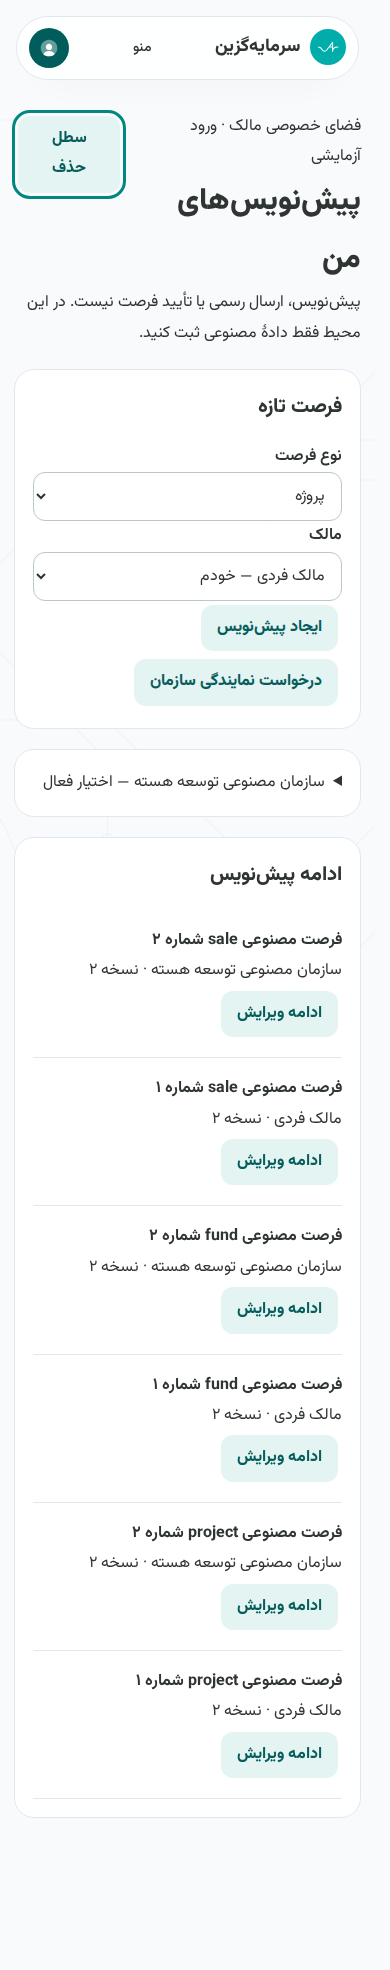 سرمایه‌گزین
منو
فضای خصوصی مالک · ورود
آزمایشی
پیش‌نویس‌های
من
سطل
حذف
پیش‌نویس، ارسال رسمی یا تأیید فرصت نیست. در این
محیط فقط دادهٔ مصنوعی ثبت کنید.
فرصت تازه
نوع فرصت
پروژه
مالک
مالک فردی — خودم
ایجاد پیش‌نویس
درخواست نمایندگی سازمان
سازمان مصنوعی توسعه هسته — اختیار فعال
ادامه پیش‌نویس
فرصت مصنوعی sale شماره ۲
سازمان مصنوعی توسعه هسته · نسخه ۲
ادامه ویرایش
فرصت مصنوعی sale شماره ۱
مالک فردی · نسخه ۲
ادامه ویرایش
فرصت مصنوعی fund شماره ۲
سازمان مصنوعی توسعه هسته · نسخه ۲
ادامه ویرایش
فرصت مصنوعی fund شماره ۱
مالک فردی · نسخه ۲
ادامه ویرایش
فرصت مصنوعی project شماره ۲
سازمان مصنوعی توسعه هسته · نسخه ۲
ادامه ویرایش
فرصت مصنوعی project شماره ۱
مالک فردی · نسخه ۲
ادامه ویرایش